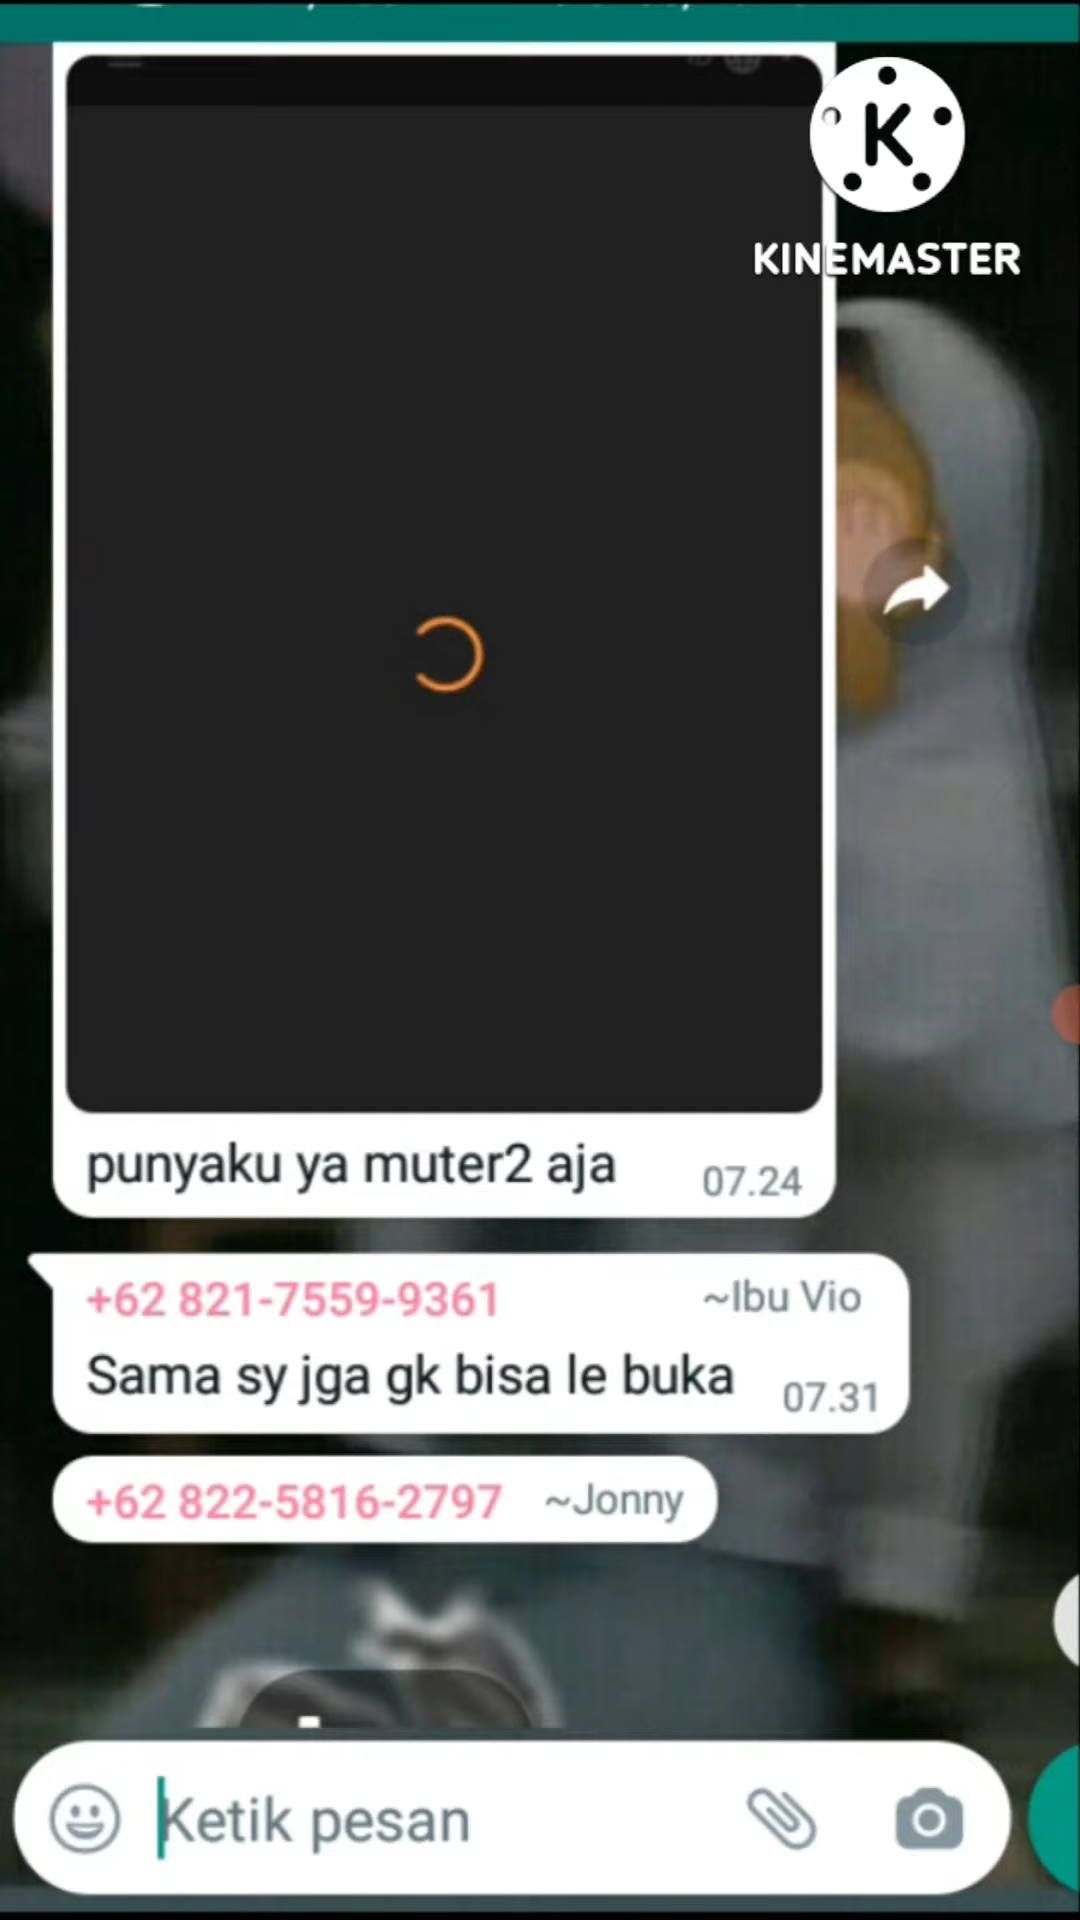 K
KINEMASTER
punyaku ya muter2 aja 07.24
+62 821-7559-9361 ~Ibu Vio
Sama sy jga gk bisa le buka 07.31
+62 822-5816-2797 ~Jonny
Ketik pesan